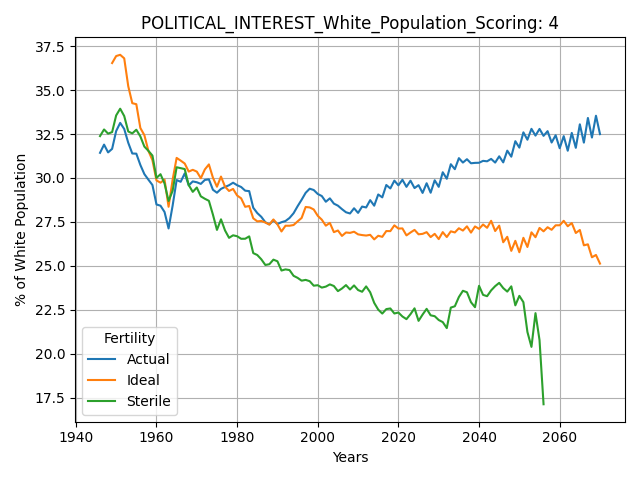 POLITICAL_INTEREST_White_Population_Scoring: 4
% of White Population
37.5
35.0
32.5
30.0
27.5
25.0
22.5
20.0
17.5
Fertility
Actual
Ideal
Sterile
1940
1960
1980
2000
2020
2040
2060
Years